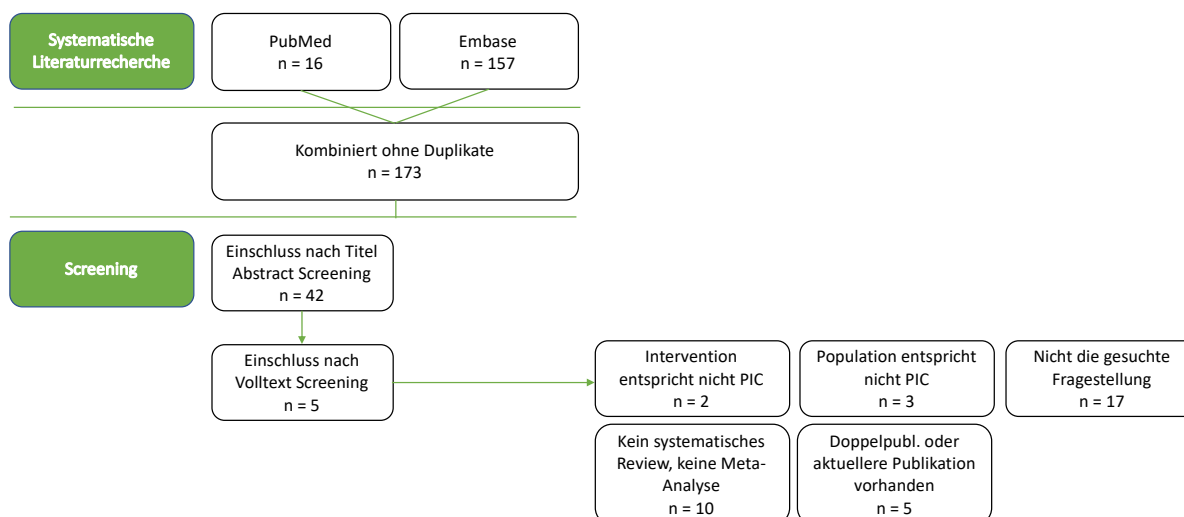 Systematische
Literaturrecherche
PubMed
n = 16
Embase
n = 157
Kombiniert ohne Duplikate
n = 173
Screening
Einschluss nach Titel
Abstract Screening
n = 42
Einschluss nach
Volltext Screening
n = 5
Intervention
entspricht nicht PIC
n = 2
Population entspricht
nicht PIC
n = 3
Nicht die gesuchte
Fragestellung
n = 17
Kein systematisches
Review, keine Meta-
Analyse
n = 10
Doppelpubl. oder
aktuellere Publikation
vorhanden
n = 5